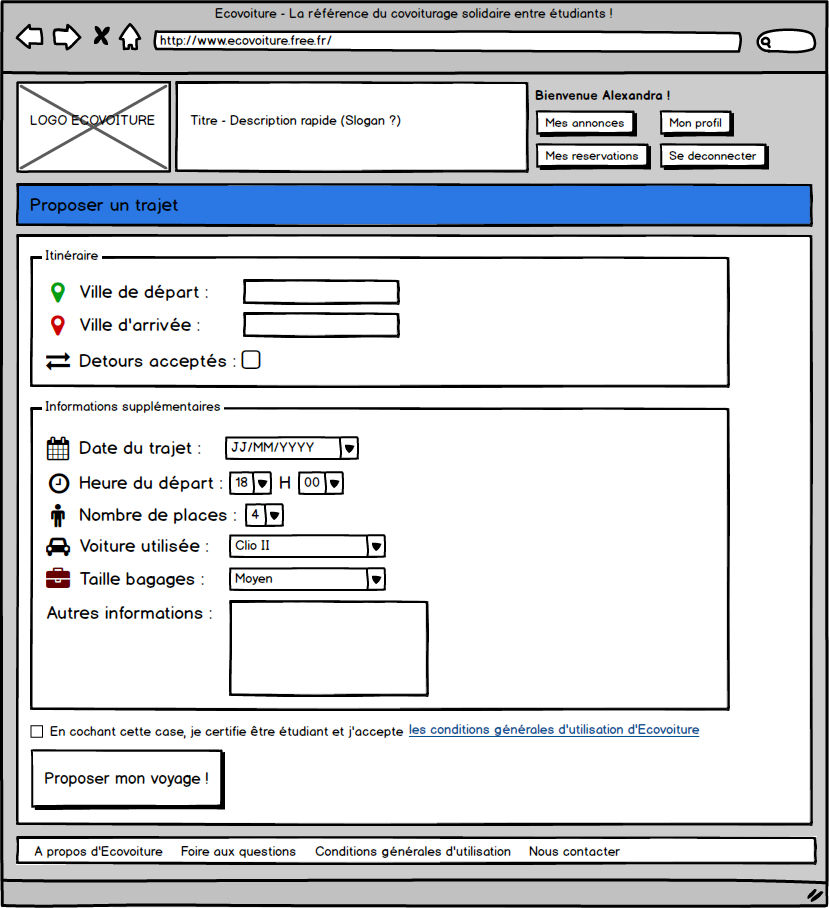 Ecovoiture - La référence du covoiturage solidaire entre étudiants !
http://www.ecovoiture.free.fr/
LOGO ECOVOITURE
Titre - Description rapide (Slogan ?)
Bienvenue Alexandra !
Mes annonces
Mon profil
Mes reservations
Se deconnecter
Proposer un trajet
Itinéraire
Ville de départ :
Ville d'arrivée :
Detours acceptés :
Informations supplémentaires
Date du trajet : JJ/MM/YYYY
Heure du départ : 18 H 00
Nombre de places : 4
Voiture utilisée : Clio II
Taille bagages : Moyen
Autres informations :
En cochant cette case, je certifie être étudiant et j'accepte les conditions générales d'utilisation d'Ecovoiture
Proposer mon voyage !
A propos d'Ecovoiture Foire aux questions Conditions générales d'utilisation Nous contacter